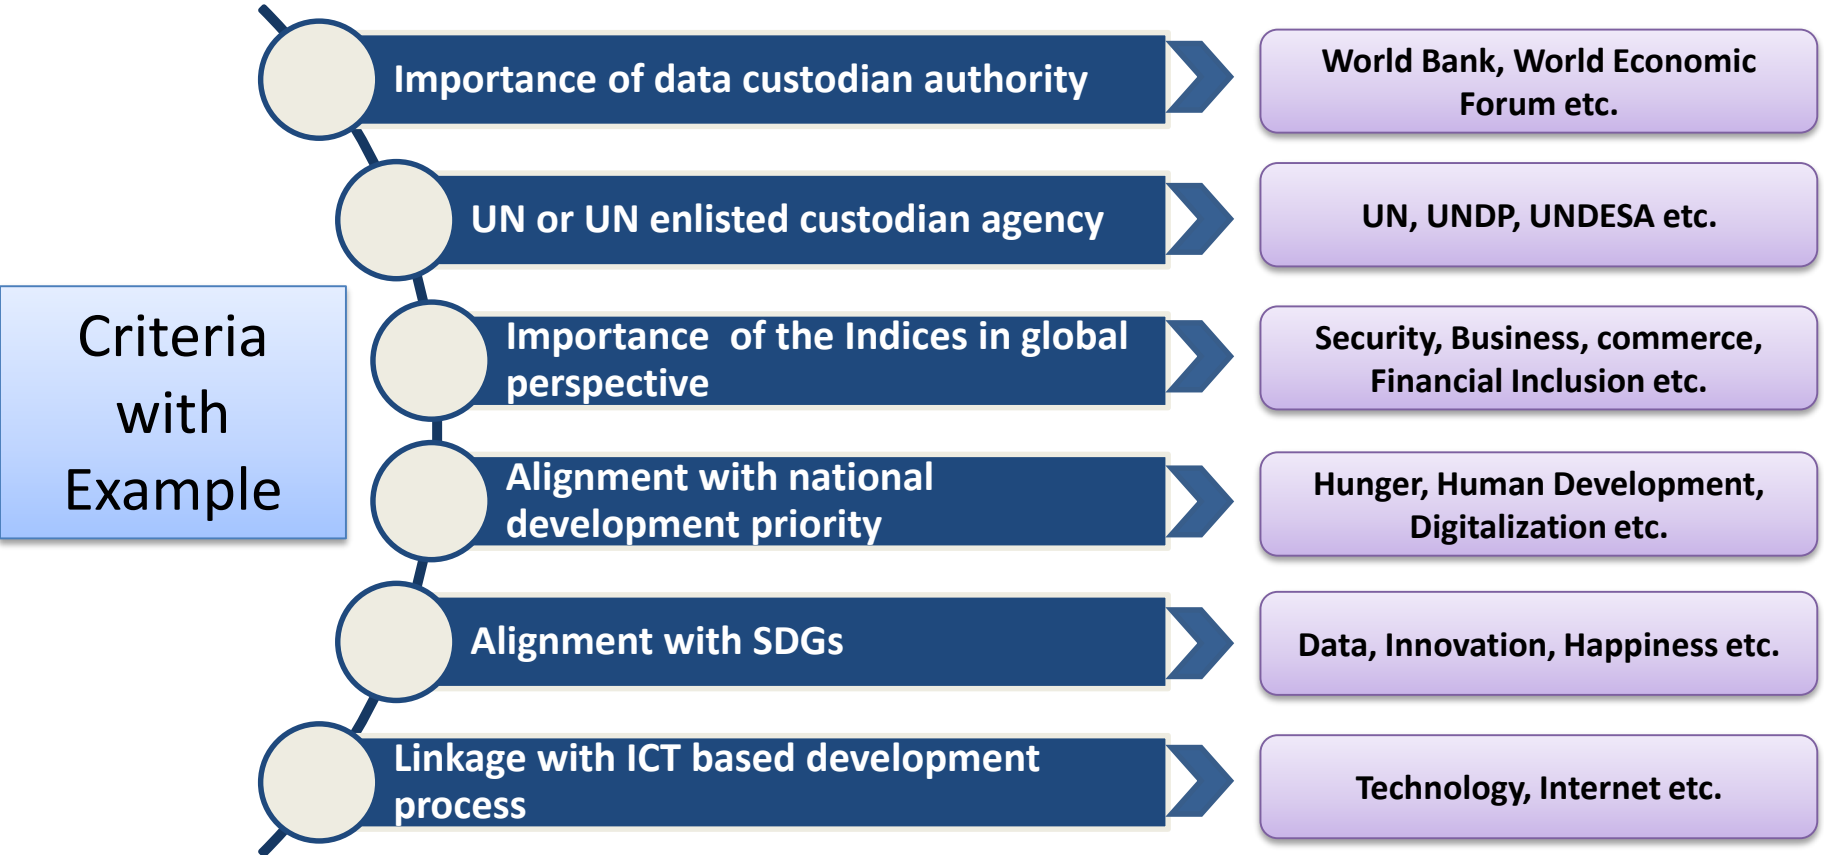 Criteria
with
Example
Importance of data custodian authority
World Bank, World Economic
Forum etc.
UN or UN enlisted custodian agency
UN, UNDP, UNDESA etc.
Importance  of the Indices in global
perspective
Security, Business, commerce,
Financial Inclusion etc.
Alignment with national
development priority
Hunger, Human Development,
Digitalization etc.
Alignment with SDGs
Data, Innovation, Happiness etc.
Linkage with ICT based development
process
Technology, Internet etc.